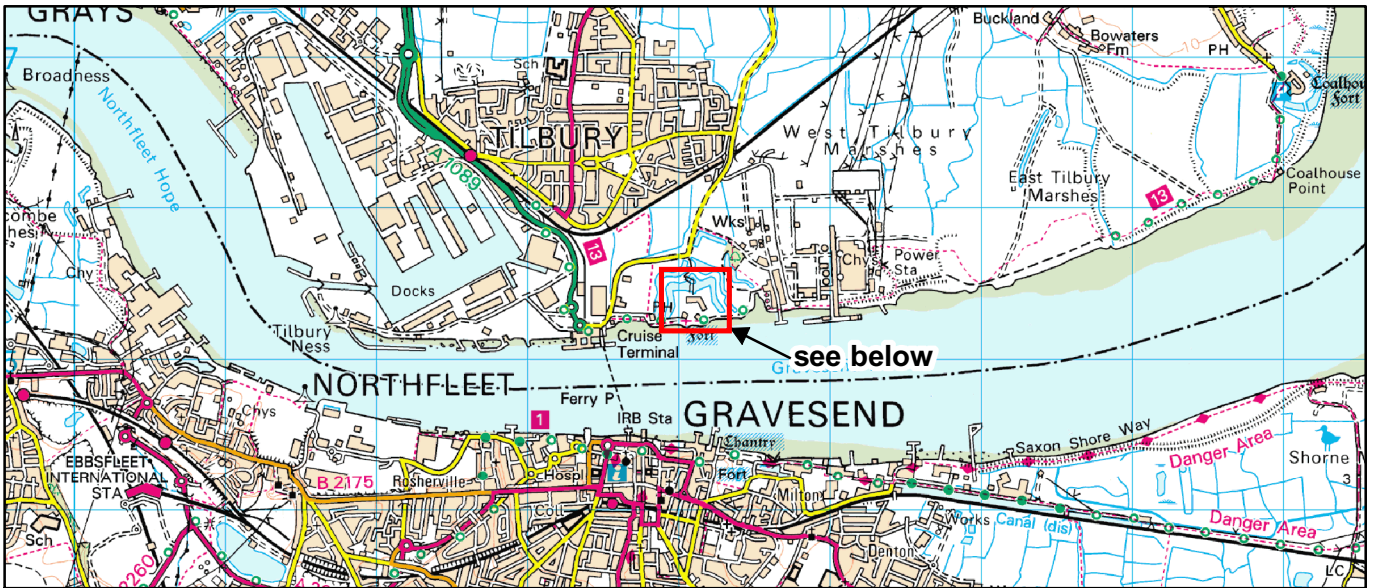 GRAYS
Broadness
Northfleet Hope
Sch
TILBURY
A1089
Buckland
Bowaters
Fm
PH
West Tilbury
Marshes
East Tilbury
Marshes
Coalhouse
Point
13
13
Wks
Chys
Power
Sta
Chy
Docks
Tilbury
Ness
PH
Cruise
Terminal
Fort
see below
NORTHFLEET
Ferry P
IRB Sta
GRAVESEND
1
Chys
EBBSFLEET
INTERNATIONAL
STA
B 2175
Rosherville
Hosp
Coll
Chantry
Fort
Milton
Saxon Shore Way
Danger Area
Shorne
3
Works
Canal (dis)
Danger Area
Denton
Sch
LC